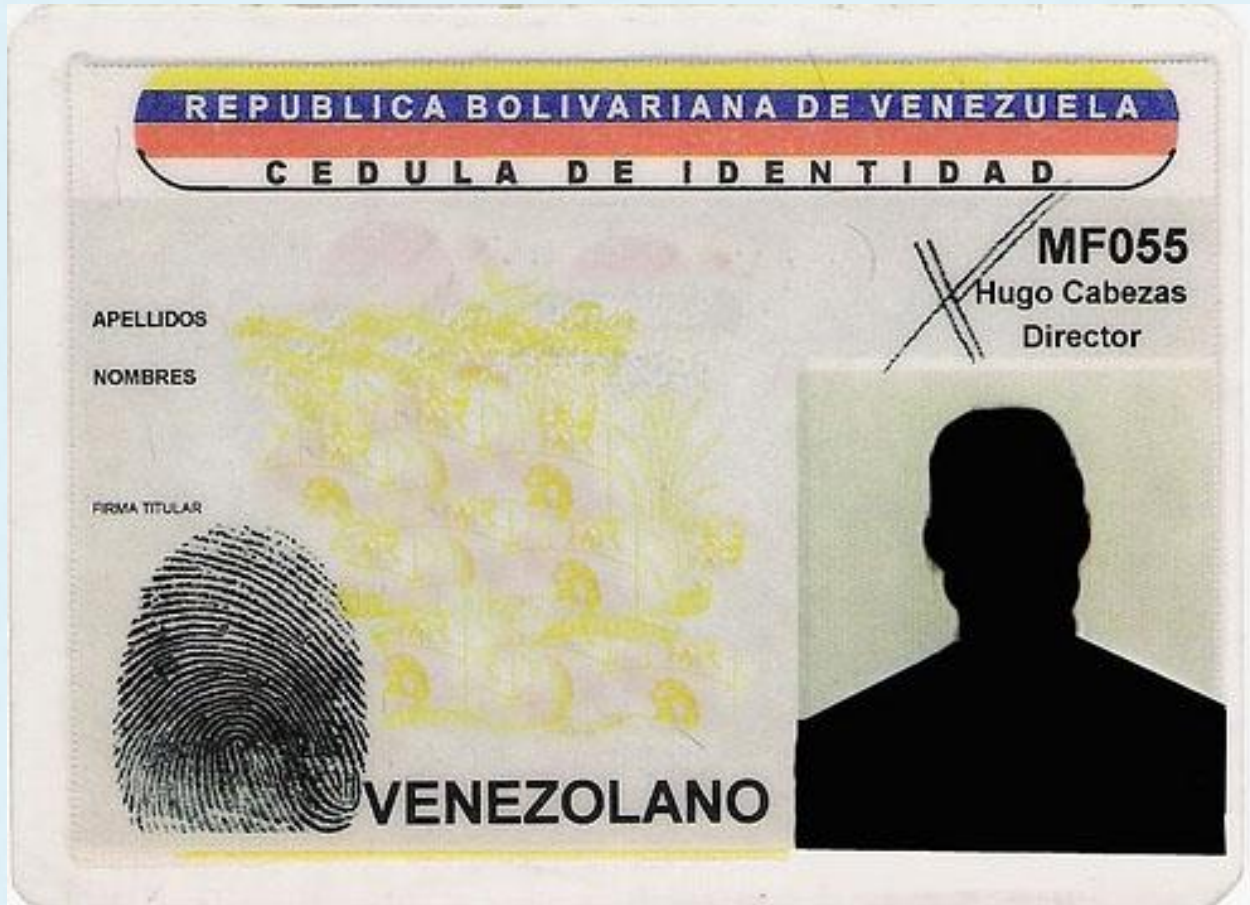 REPUBLICA BOLIVARIANA DE VENEZUELA
CEDULA DE IDENTIDAD
MF055
Hugo Cabezas
Director
APELLIDOS
NOMBRES
FIRMA TITULAR
VENEZOLANO